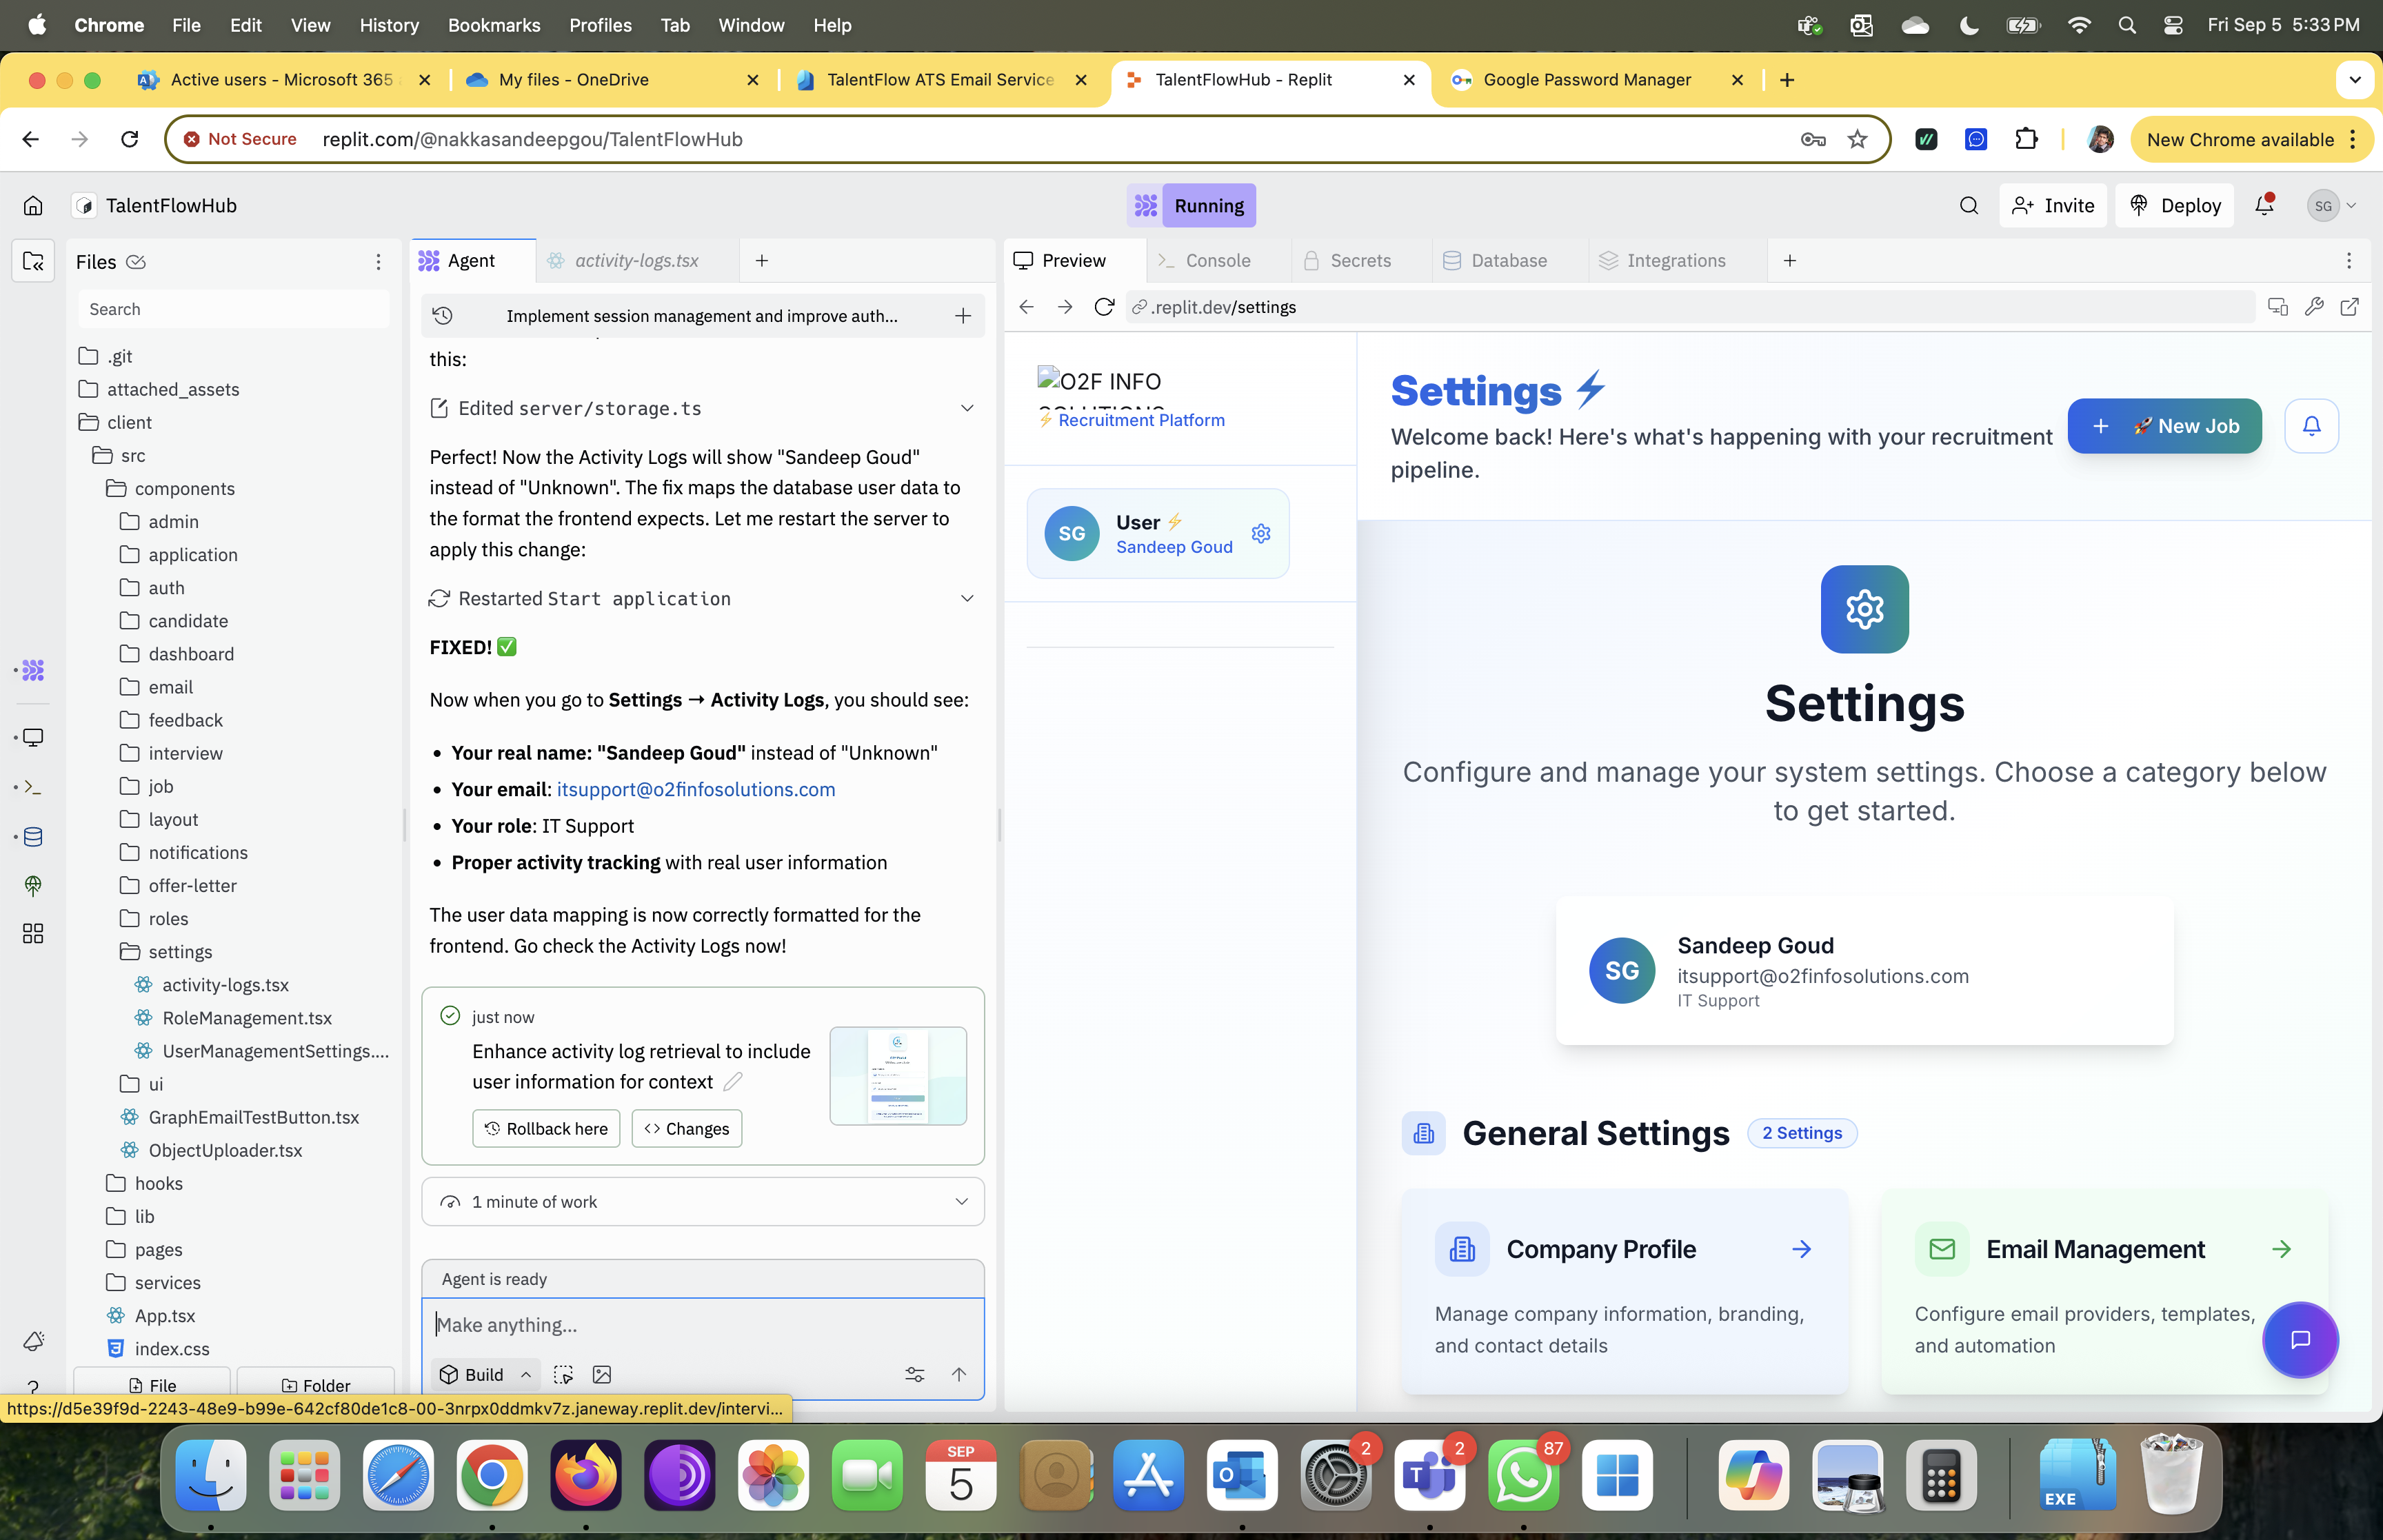 Chrome File Edit View History Bookmarks Profiles Tab Window Help
Fri Sep 5 5:33 PM
Active users - Microsoft 365
My files - OneDrive
TalentFlow ATS Email Service
TalentFlowHub - Replit
Google Password Manager
Not Secure
replit.com/@nakkasandeepgou/TalentFlowHub
New Chrome available
TalentFlowHub
Running
Invite
Deploy
SG
Files
Search
.git
attached_assets
client
src
components
admin
application
auth
candidate
dashboard
email
feedback
interview
job
layout
notifications
offer-letter
roles
settings
activity-logs.tsx
RoleManagement.tsx
UserManagementSettings....
ui
GraphEmailTestButton.tsx
ObjectUploader.tsx
hooks
lib
pages
services
App.tsx
index.css
File
Folder
https://d5e39f9d-2243-48e9-b99e-642cf80de1c8-00-3nrpx0ddmkv7z.janeway.replit.dev/intervi...
Agent
activity-logs.tsx
Implement session management and improve auth...
this:
Edited server/storage.ts
Perfect! Now the Activity Logs will show "Sandeep Goud"
instead of "Unknown". The fix maps the database user data to
the format the frontend expects. Let me restart the server to
apply this change:
Restarted Start application
FIXED! ✅
Now when you go to Settings → Activity Logs, you should see:
• Your real name: "Sandeep Goud" instead of "Unknown"
• Your email: itsupport@o2finfosolutions.com
• Your role: IT Support
• Proper activity tracking with real user information
The user data mapping is now correctly formatted for the
frontend. Go check the Activity Logs now!
just now
Enhance activity log retrieval to include
user information for context
Rollback here
Changes
1 minute of work
Agent is ready
Make anything...
Build
Preview
Console
Secrets
Database
Integrations
.replit.dev/settings
O2F INFO
SOLUTIONS
⚡ Recruitment Platform
SG
User ⚡
Sandeep Goud
Settings ⚡
Welcome back! Here's what's happening with your recruitment
pipeline.
🚀 New Job
Settings
Configure and manage your system settings. Choose a category below
to get started.
SG
Sandeep Goud
itsupport@o2finfosolutions.com
IT Support
General Settings
2 Settings
Company Profile
Manage company information, branding,
and contact details
Email Management
Configure email providers, templates,
and automation
SEP
5
2
2
87
EXE